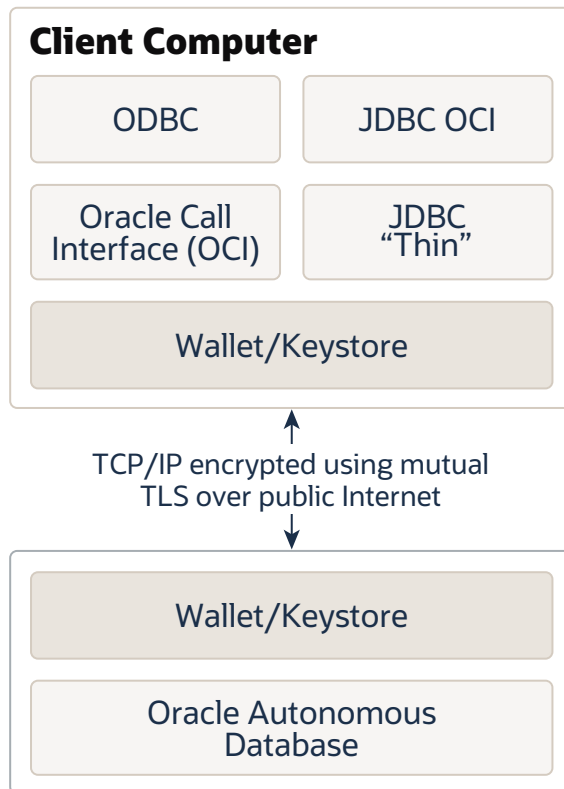 Client Computer
ODBC
JDBC OCI
Oracle Call
Interface (OCI)
JDBC
“Thin”
Wallet/Keystore
TCP/IP encrypted using mutual
TLS over public Internet
Wallet/Keystore
Oracle Autonomous
Database